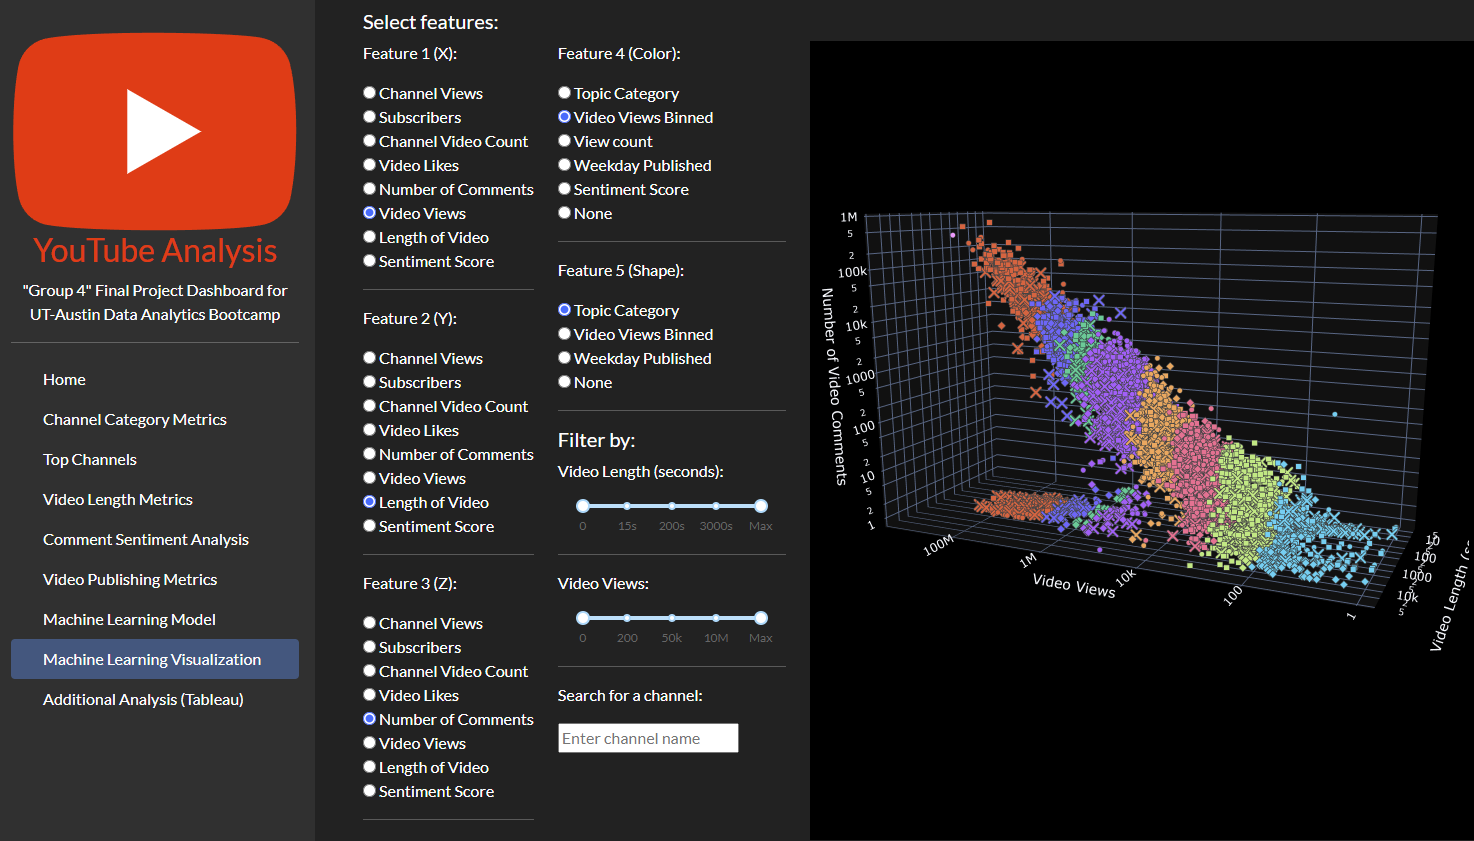 YouTube Analysis
"Group 4" Final Project Dashboard for
UT-Austin Data Analytics Bootcamp
Home
Channel Category Metrics
Top Channels
Video Length Metrics
Comment Sentiment Analysis
Video Publishing Metrics
Machine Learning Model
Machine Learning Visualization
Additional Analysis (Tableau)
Select features:
Feature 1 (X):
Channel Views
Subscribers
Channel Video Count
Video Likes
Number of Comments
Video Views
Length of Video
Sentiment Score
Feature 2 (Y):
Channel Views
Subscribers
Channel Video Count
Video Likes
Number of Comments
Video Views
Length of Video
Sentiment Score
Feature 3 (Z):
Channel Views
Subscribers
Channel Video Count
Video Likes
Number of Comments
Video Views
Length of Video
Sentiment Score
Feature 4 (Color):
Topic Category
Video Views Binned
View count
Weekday Published
Sentiment Score
None
Feature 5 (Shape):
Topic Category
Video Views Binned
Weekday Published
None
Filter by:
Video Length (seconds):
0 15s 200s 3000s Max
Video Views:
0 200 50k 10M Max
Search for a channel:
Enter channel name
Number of Video Comments
1M
5
2
100k
5
2
10k
5
2
1000
5
2
100
5
2
10
5
2
1
100M
1M
10k
100
1
Video Views
10
100
1000
10k
5
Video Length